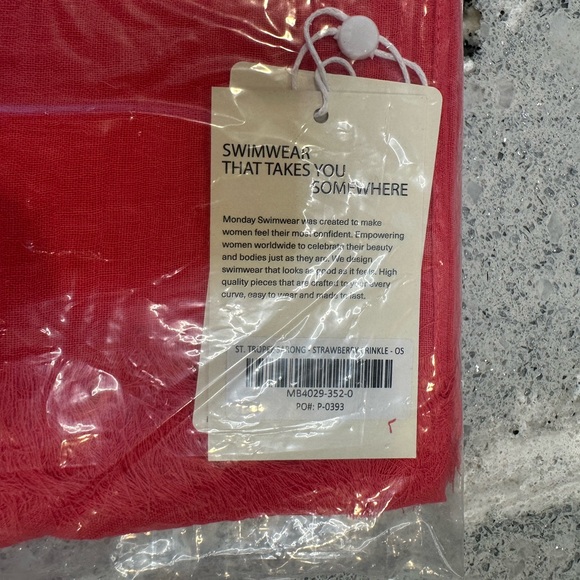 SWIMWEAR
THAT TAKES YOU
SOMEWHERE
Monday Swimwear was created to make
women feel their most confident. Empowering
women worldwide to celebrate their beauty
and bodies just as they are. We design
swimwear that looks as good as it feels. High
quality pieces that are crafted to your every
curve, easy to wear and made to last.
ST. TROPEZ SARONG - STRAWBERRY CRINKLE - OS
MB4029-352-0
PO#: P-0393